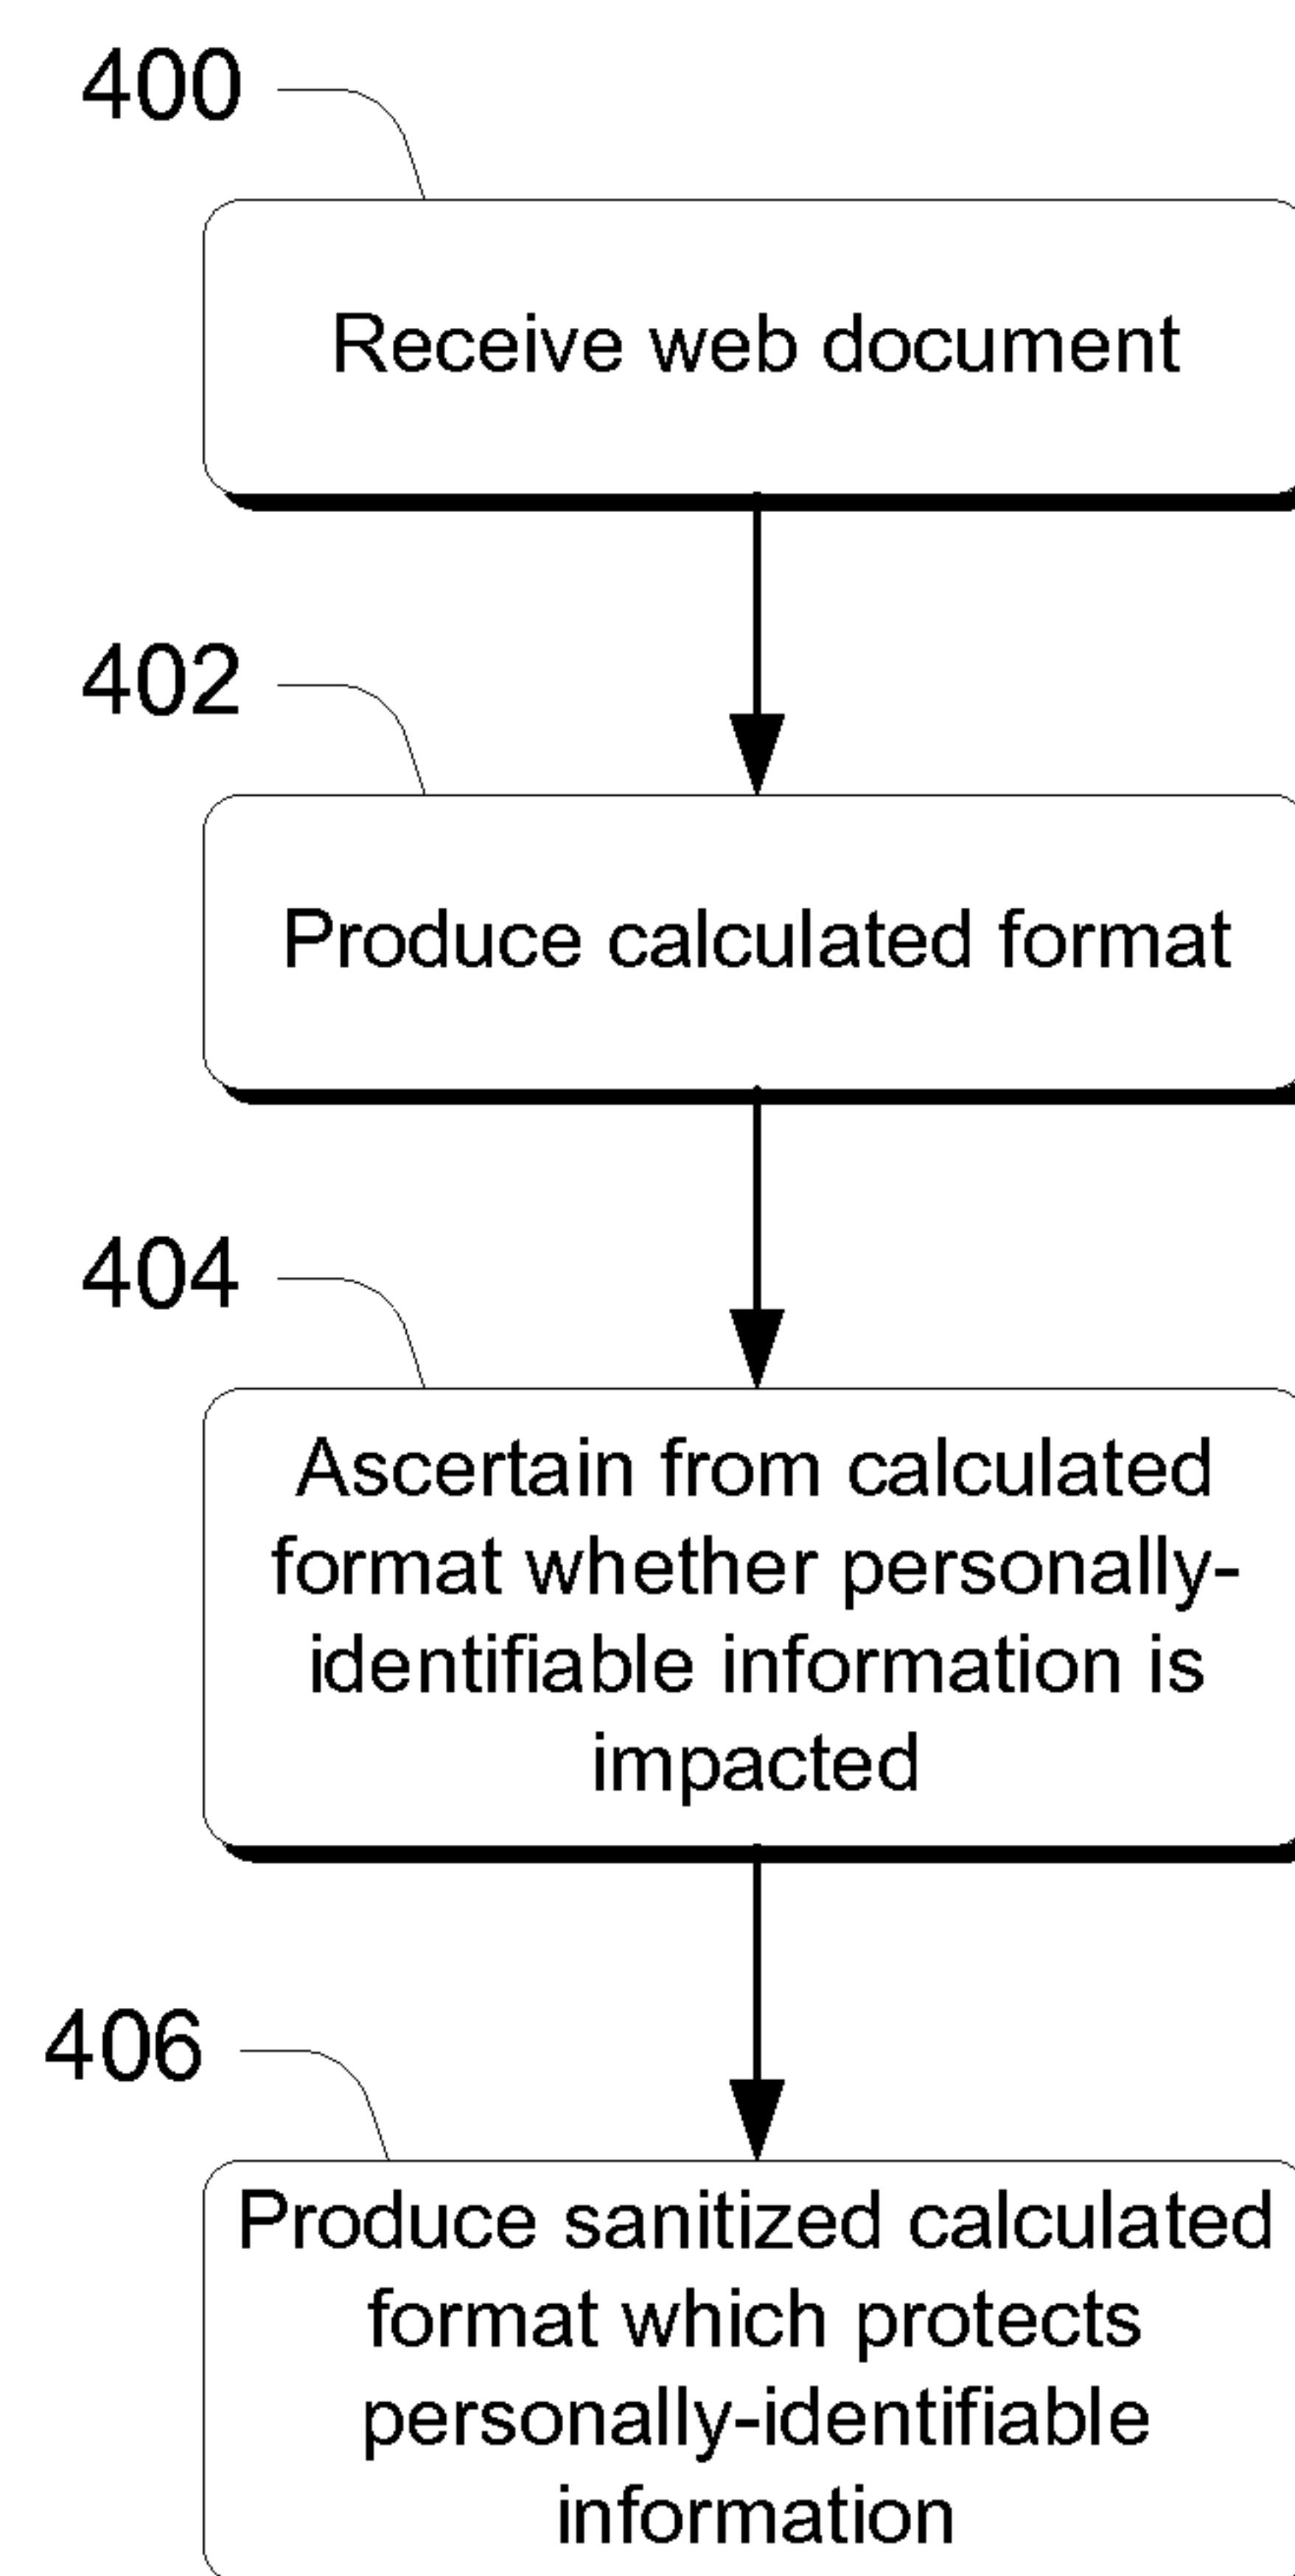 400
Receive web document
402
Produce calculated format
404
Ascertain from calculated
format whether personally-
identifiable information is
impacted
406
Produce sanitized calculated
format which protects
personally-identifiable
information